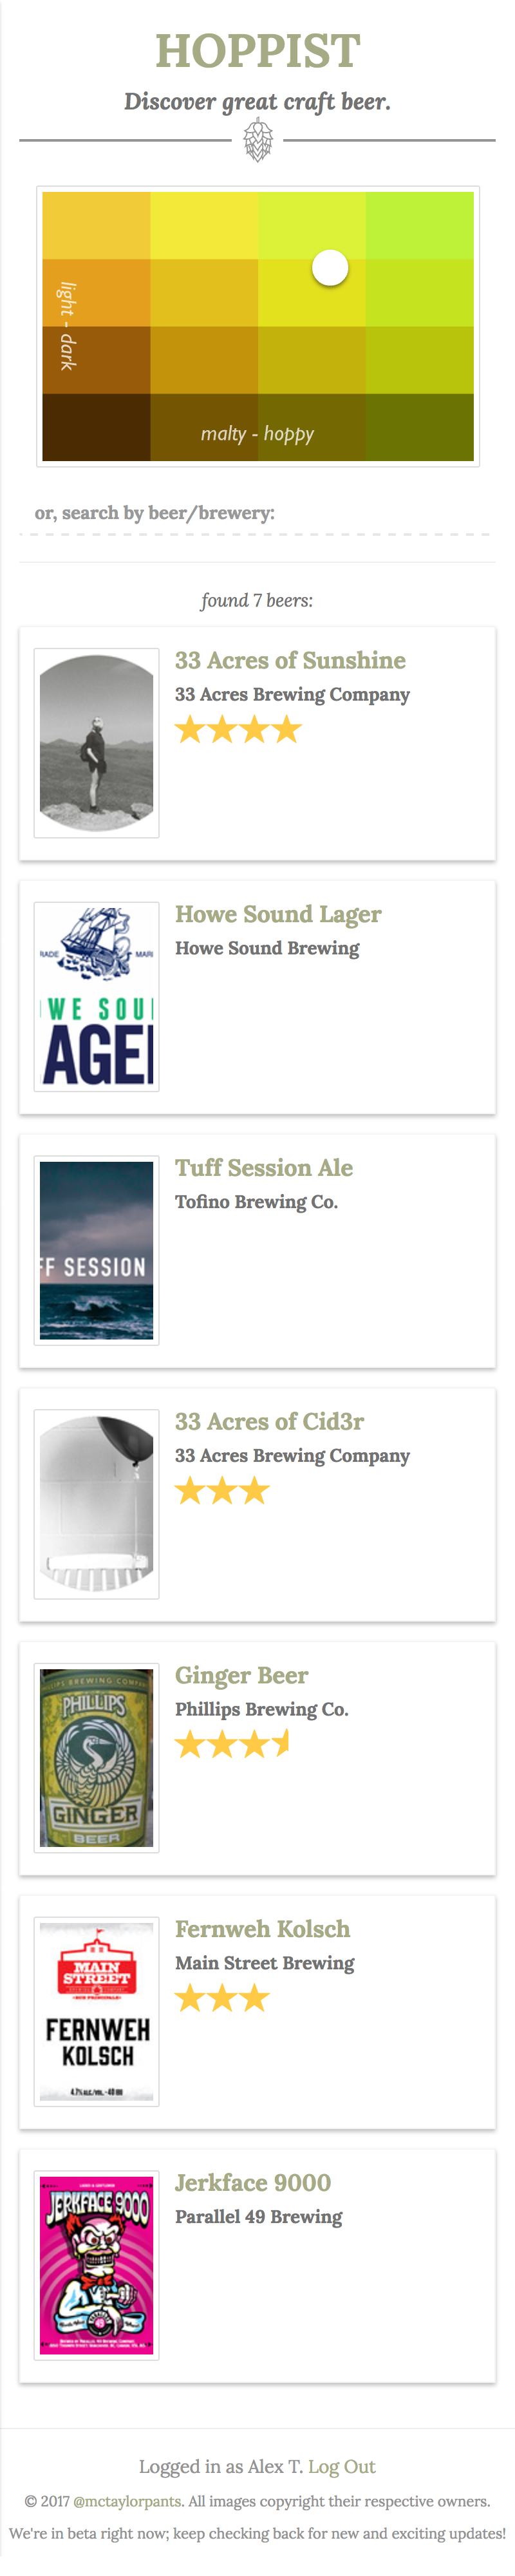 HOPPIST
Discover great craft beer.
light - dark
malty - hoppy
or, search by beer/brewery:
found 7 beers:
33 Acres of Sunshine
33 Acres Brewing Company
Howe Sound Lager
Howe Sound Brewing
RADE MAR
WE SOU
AGE
Tuff Session Ale
Tofino Brewing Co.
FF SESSION
33 Acres of Cid3r
33 Acres Brewing Company
Ginger Beer
Phillips Brewing Co.
PHILLIPS BREWING COMP
PHILLIPS
GINGER
BEER
Fernweh Kolsch
Main Street Brewing
MAIN
STREET
FERNWEH
KOLSCH
Jerkface 9000
Parallel 49 Brewing
JERKFACE 9000
Logged in as Alex T. Log Out
© 2017 @mctaylorpants. All images copyright their respective owners.
We're in beta right now; keep checking back for new and exciting updates!